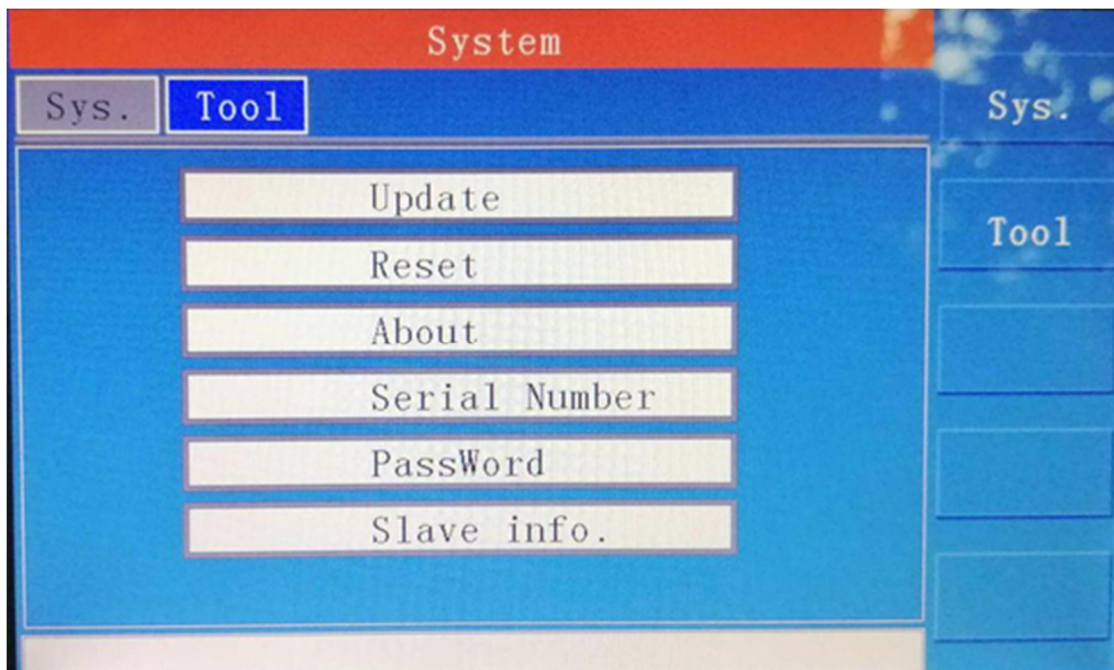 System
Sys.
Tool
Sys.
Tool
Update
Reset
About
Serial Number
PassWord
Slave info.